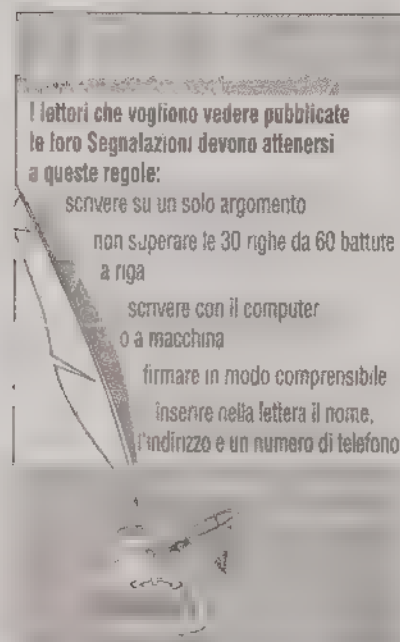 I lettori che vogliono vedere pubblicate
le loro Segnalazioni devono attenersi
a queste regole:
scrivere su un solo argomento
non superare le 30 righe da 60 battute
a riga
scrivere con il computer
o a macchina
firmare in modo comprensibile
inserire nella lettera il nome,
l'indirizzo e un numero di telefono